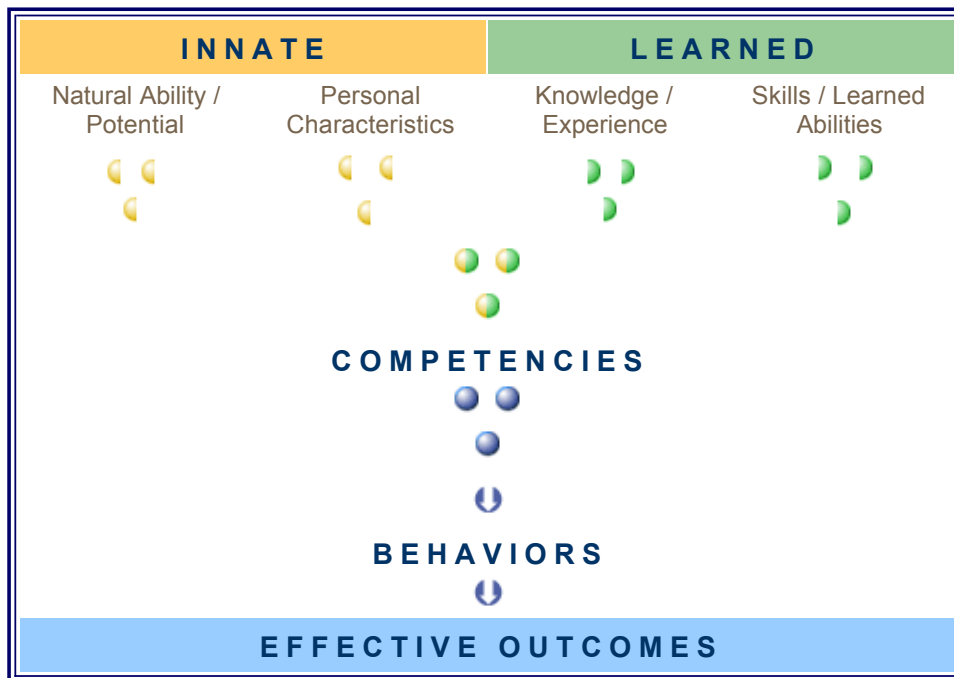 INNATE
LEARNED
Natural Ability /
Potential
Personal
Characteristics
Knowledge /
Experience
Skills / Learned
Abilities
COMPETENCIES
BEHAVIORS
EFFECTIVE OUTCOMES